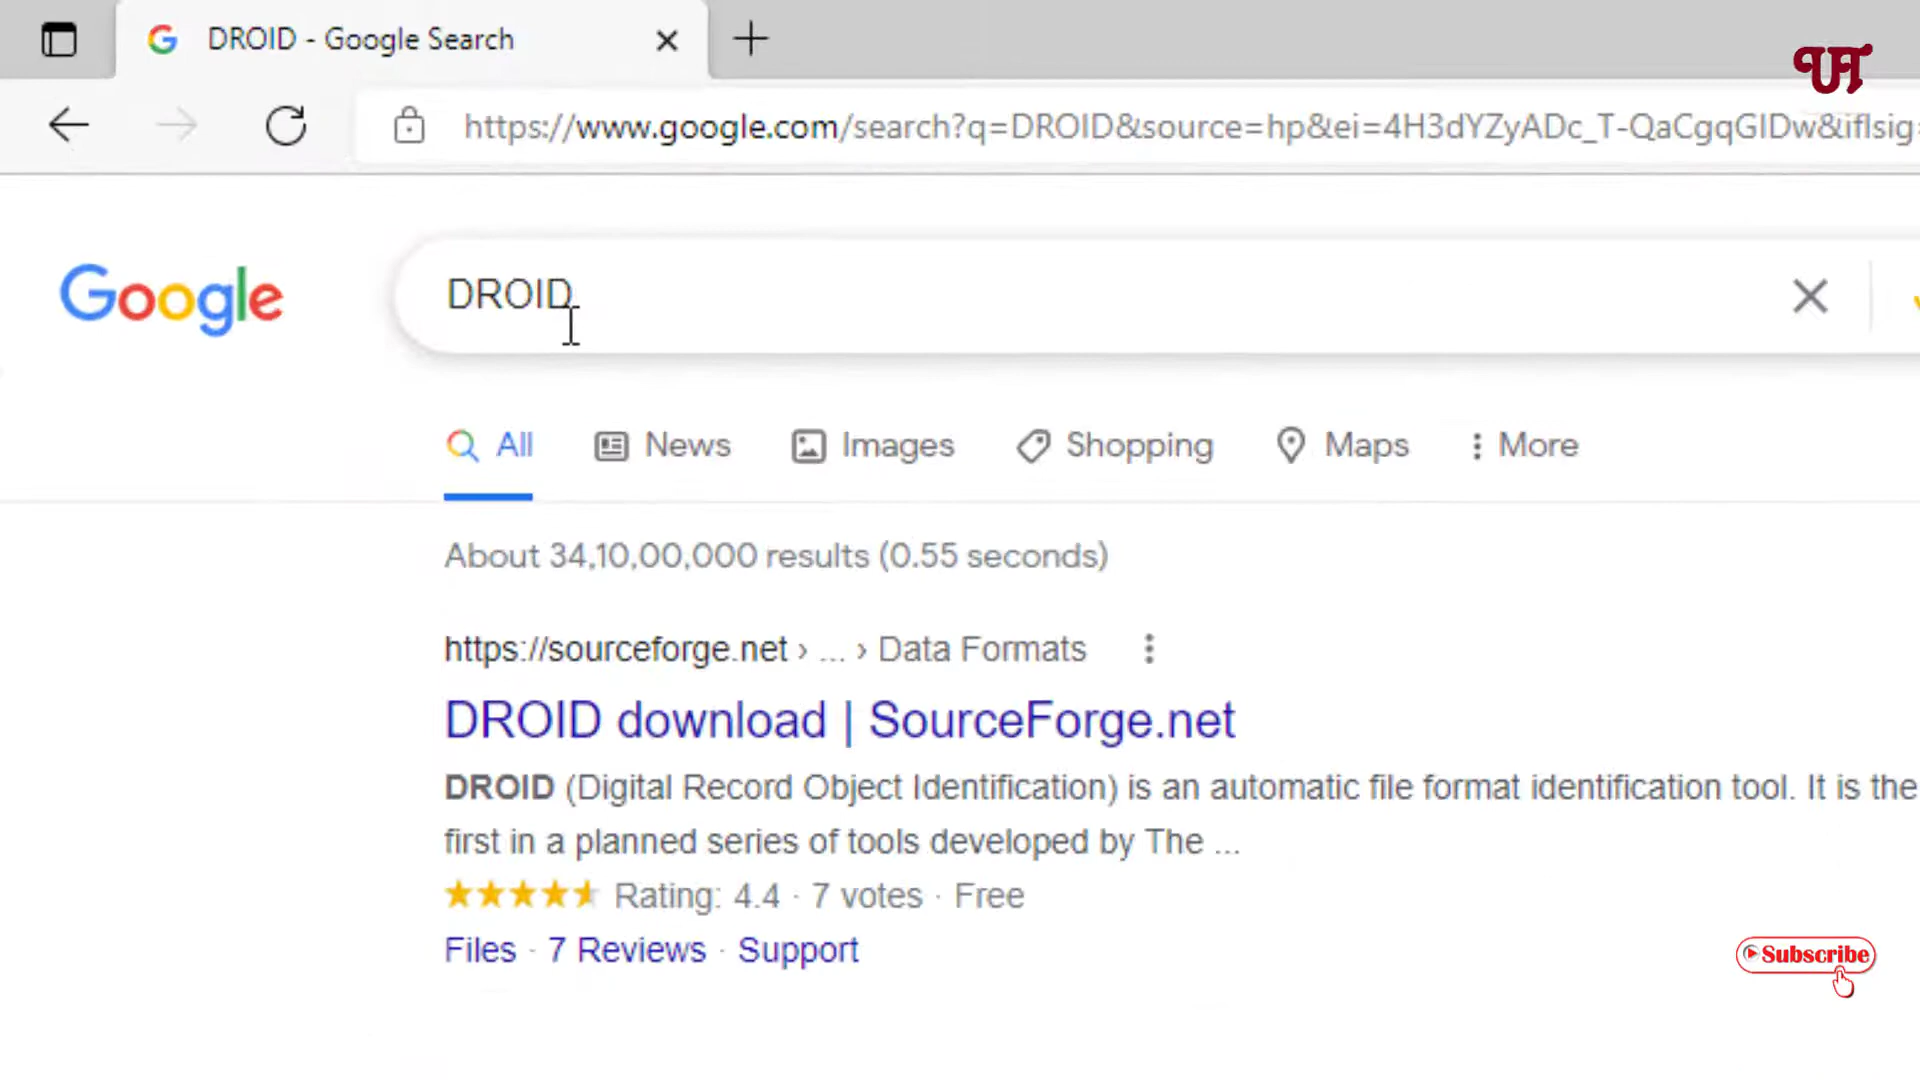 DROID - Google Search
https://www.google.com/search?q=DROID&source=hp&ei=4H3dYZyADc_T-QaCgqGIDw&iflsig=
UA
Google
DROID
All News Images Shopping Maps More
About 34,10,00,000 results (0.55 seconds)
https://sourceforge.net › ... › Data Formats
DROID download | SourceForge.net
DROID (Digital Record Object Identification) is an automatic file format identification tool. It is the
first in a planned series of tools developed by The ...
Rating: 4.4 · 7 votes · Free
Files · 7 Reviews · Support
Subscribe